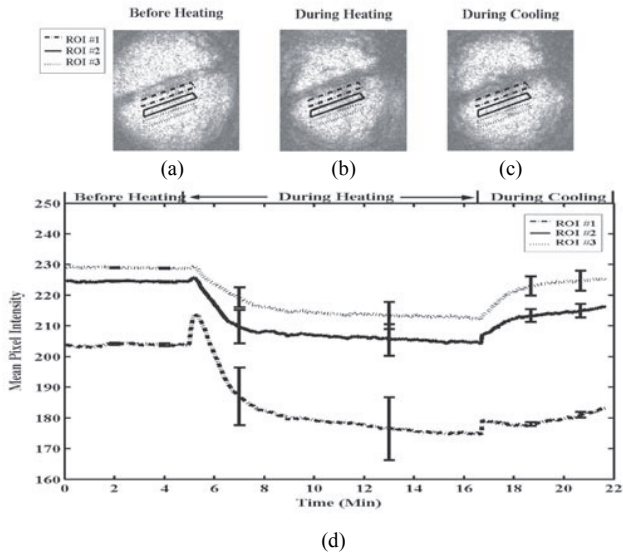 Before Heating During Heating During Cooling
ROI #1
ROI #2
ROI #3
(a) (b) (c)
Before Heating During Heating During Cooling
250
240
230
220
210
200
190
180
170
160
ROI #1
ROI #2
ROI #3
Mean Pixel Intensity
0 2 4 6 8 10 12 14 16 18 20 22
Time (Min)
(d)